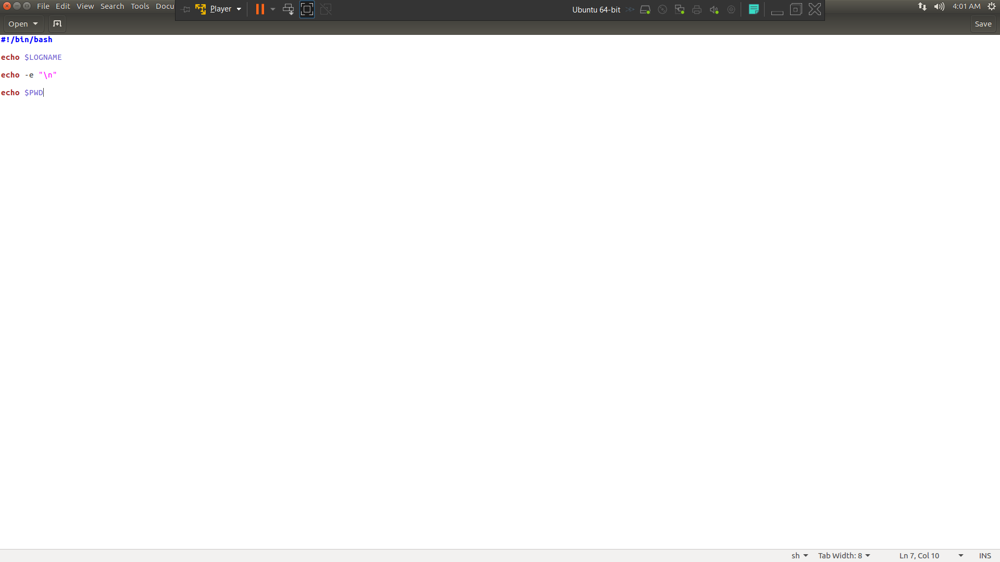 File Edit View Search Tools Docu Player Ubuntu 64-bit 4:01 AM
Open Save
#!/bin/bash
echo $LOGNAME
echo -e "\n"
echo $PWD
sh Tab Width: 8 Ln 7, Col 10 INS